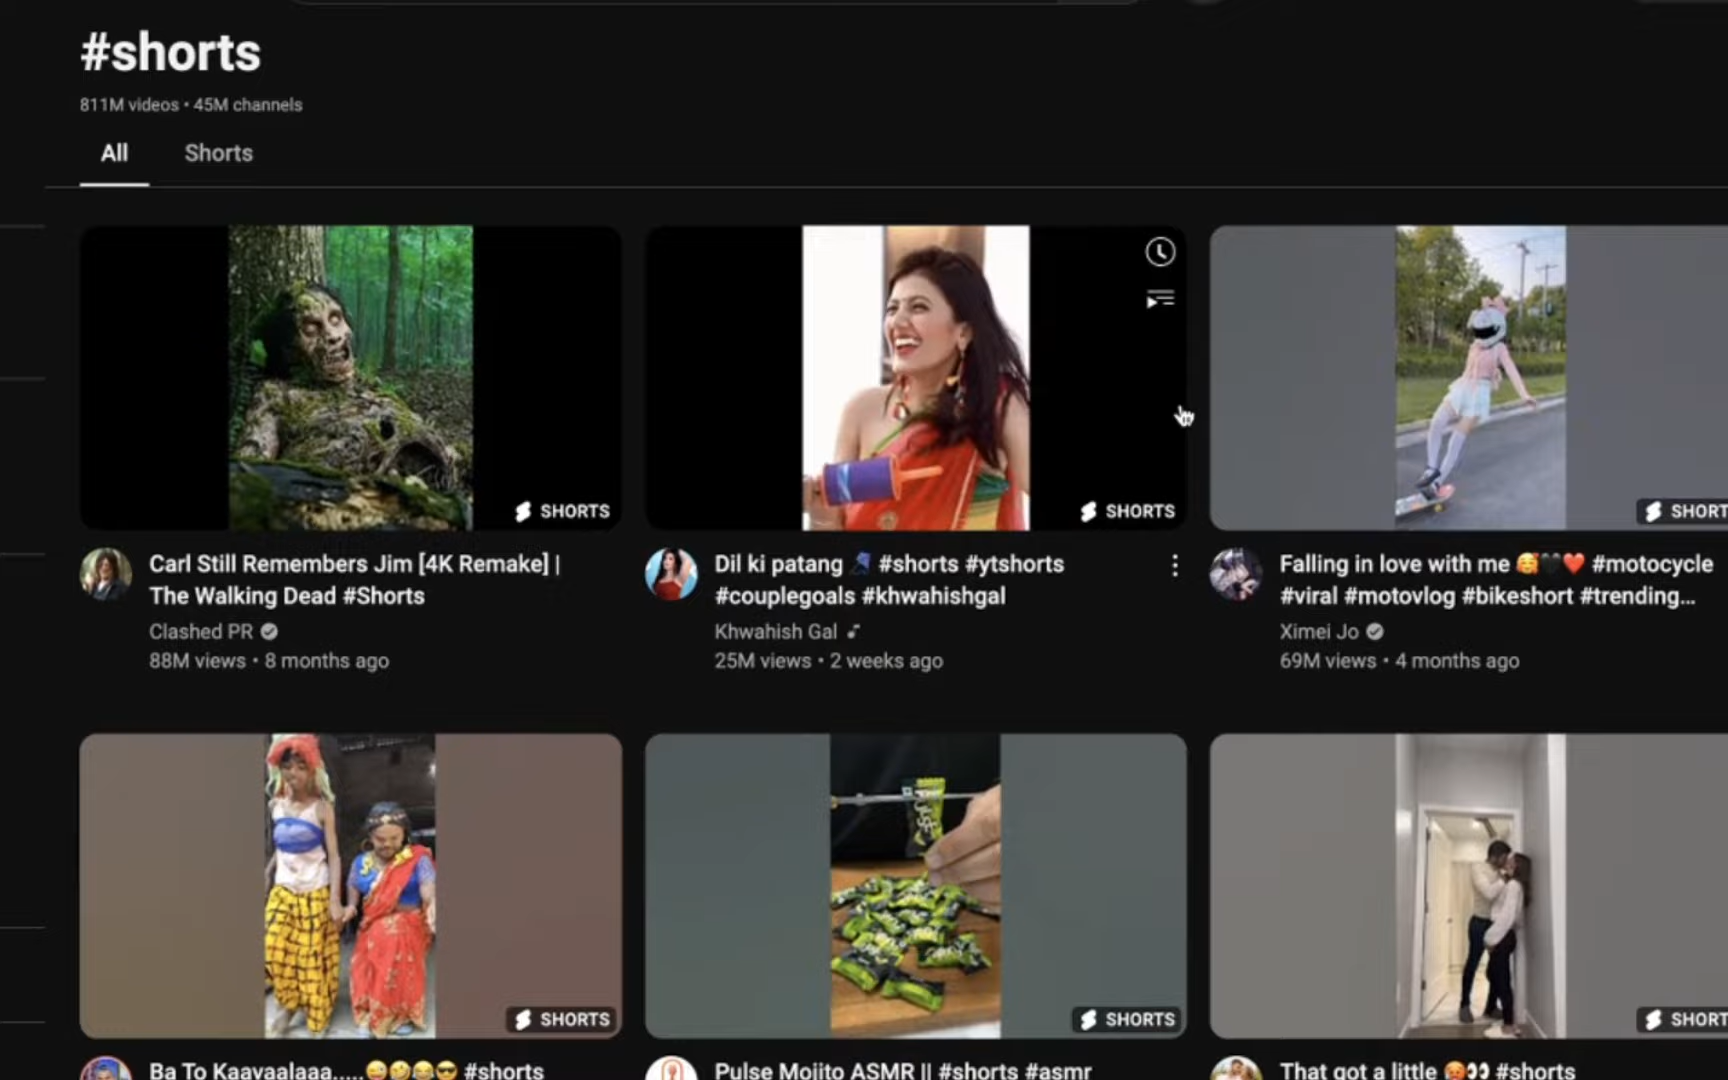 #shorts
811M videos • 45M channels
All Shorts
SHORTS
SHORTS
SHORT
Carl Still Remembers Jim [4K Remake] |
The Walking Dead #Shorts
Clashed PR
88M views • 8 months ago
Dil ki patang #shorts #ytshorts
#couplegoals #khwahishgal
Khwahish Gal
25M views • 2 weeks ago
Falling in love with me 🥰🖤❤️ #motocycle
#viral #motovlog #bikeshort #trending...
Ximei Jo
69M views • 4 months ago
SHORTS
SHORTS
SHORT
Ba To Kaavaalaaa.....😜🤣😂😎 #shorts
Pulse Mojito ASMR || #shorts #asmr
That got a little 🥵👀 #shorts